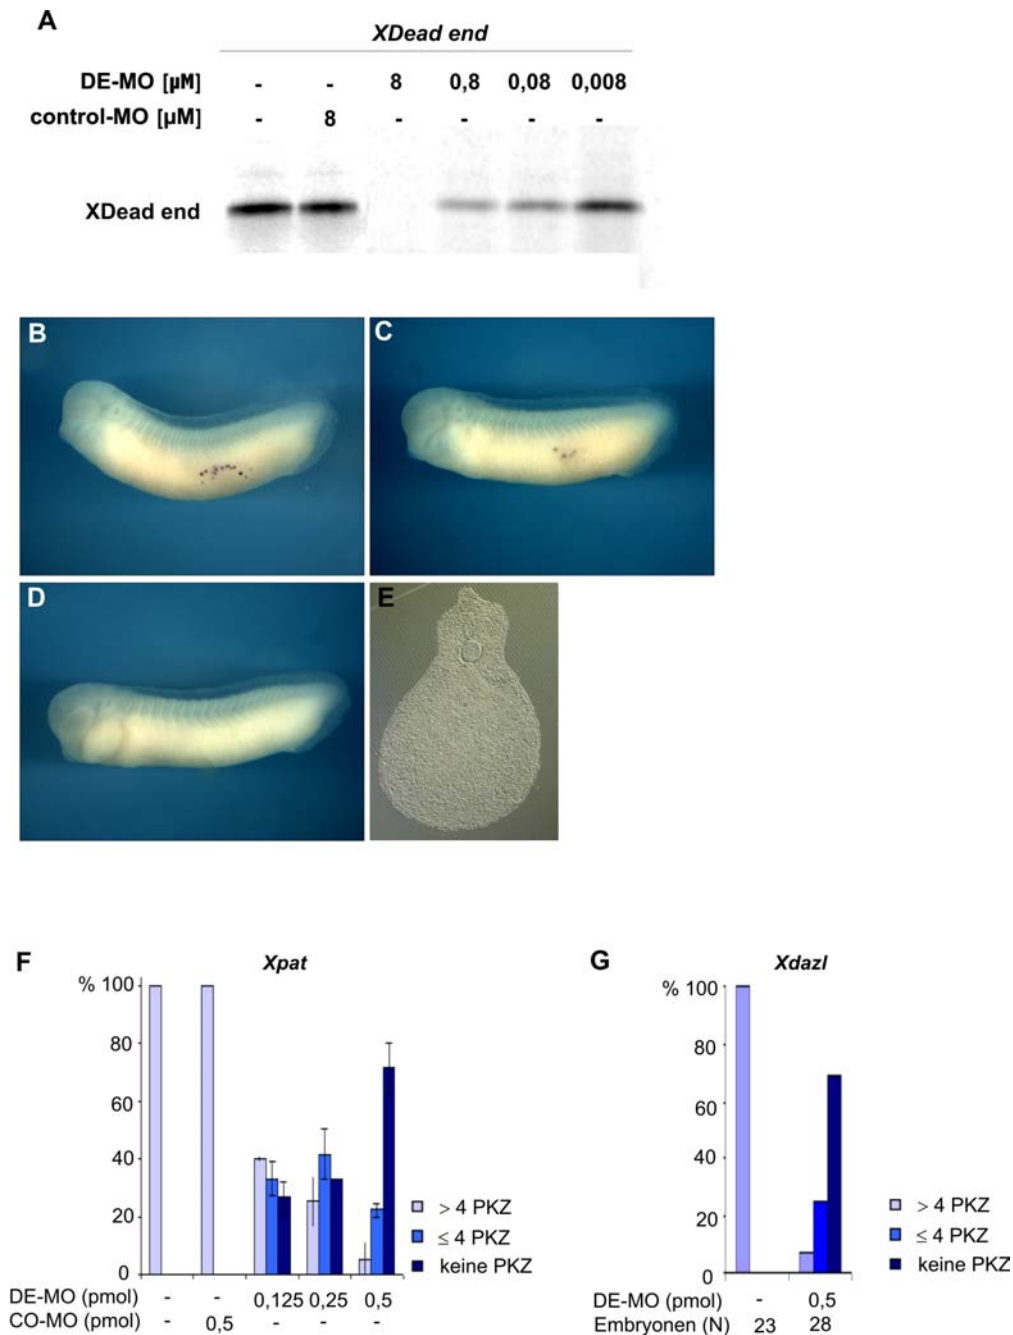 A
XDead end
DE-MO [µM] - - 8 0,8 0,08 0,008
control-MO [µM] - 8 - - - -
XDead end
B
C
D
E
F
Xpat
% 100
80
60
40
20
0
> 4 PKZ
≤ 4 PKZ
keine PKZ
DE-MO (pmol) - - 0,125 0,25 0,5
CO-MO (pmol) - 0,5 - - -
G
Xdazl
% 100
80
60
40
20
0
> 4 PKZ
≤ 4 PKZ
keine PKZ
DE-MO (pmol) - 0,5
Embryonen (N) 23 28